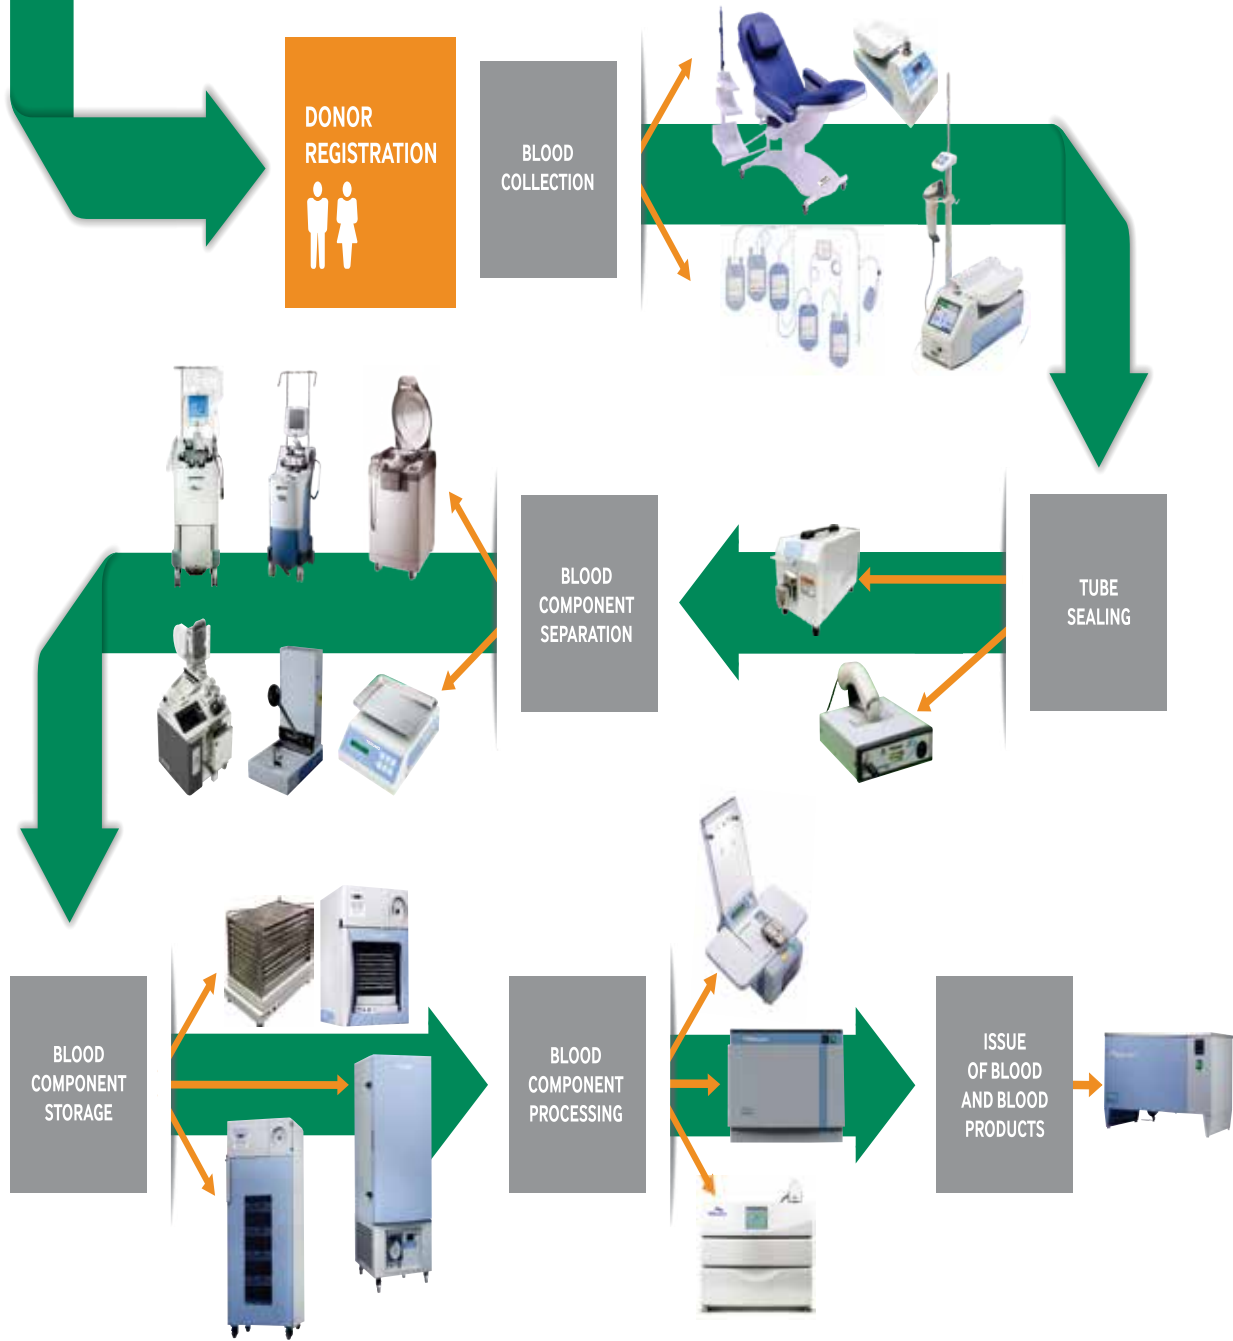 DONOR
REGISTRATION
BLOOD
COLLECTION
TUBE
SEALING
BLOOD
COMPONENT
SEPARATION
BLOOD
COMPONENT
STORAGE
BLOOD
COMPONENT
PROCESSING
ISSUE
OF BLOOD
AND BLOOD
PRODUCTS